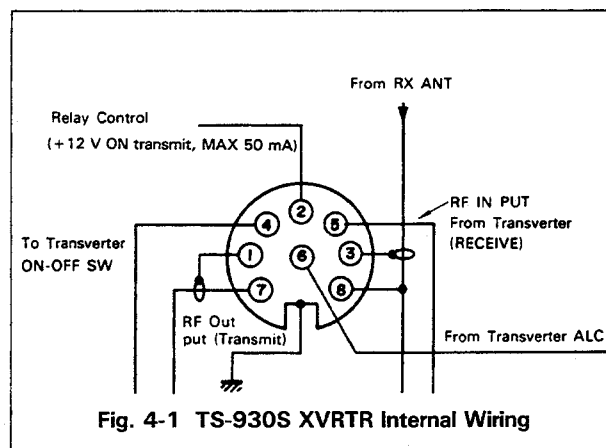 From RX ANT
Relay Control
(+12 V ON transmit, MAX 50 mA)
2
4
5
RF IN PUT
From Transverter
(RECEIVE)
To Transverter
ON-OFF SW
1
6
3
7
8
RF Out
put (Transmit)
From Transverter ALC
Fig. 4-1 TS-930S XVRTR Internal Wiring